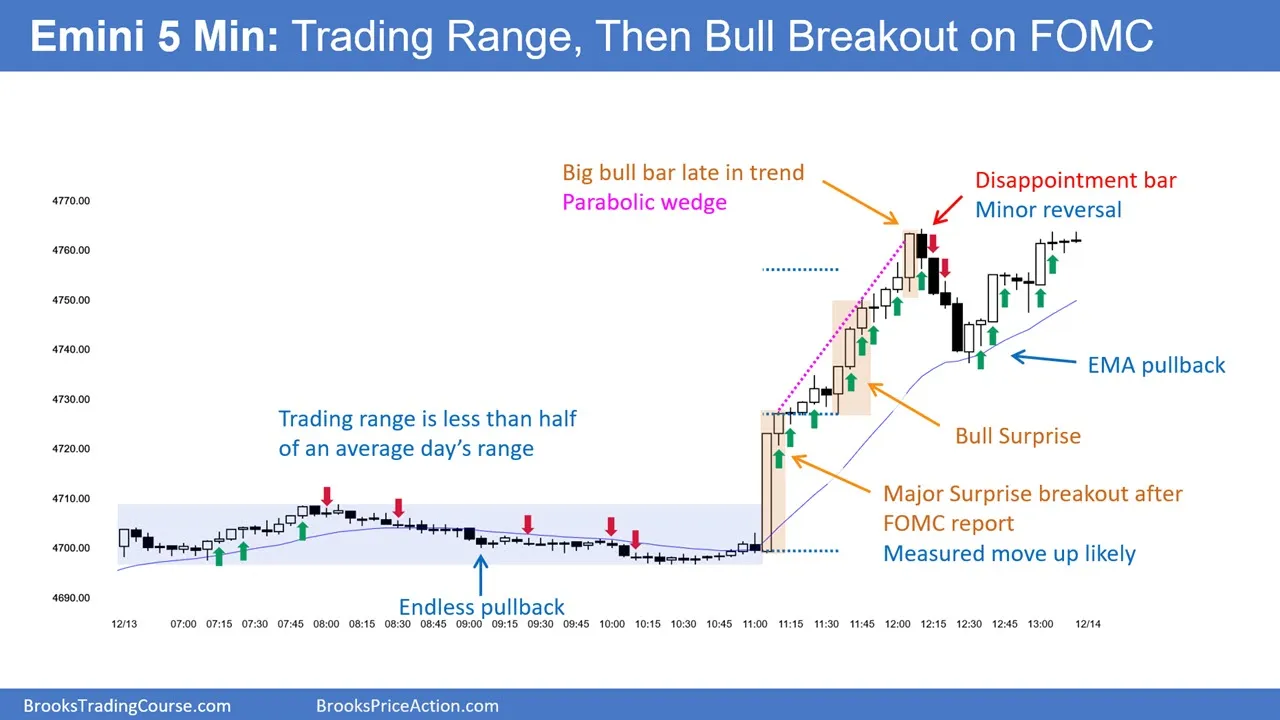 Emini 5 Min: Trading Range, Then Bull Breakout on FOMC
Big bull bar late in trend
Parabolic wedge
Disappointment bar
Minor reversal
4770.00
4760.00
4750.00
4740.00
4730.00
4720.00
4710.00
4700.00
4690.00
EMA pullback
Trading range is less than half
of an average day’s range
Bull Surprise
Major Surprise breakout after
FOMC report
Measured move up likely
Endless pullback
12/13 07:00 07:15 07:30 07:45 08:00 08:15 08:30 08:45 09:00 09:15 09:30 09:45 10:00 10:15 10:30 10:45 11:00 11:15 11:30 11:45 12:00 12:15 12:30 12:45 13:00 12/14
BrooksTradingCourse.com BrooksPriceAction.com